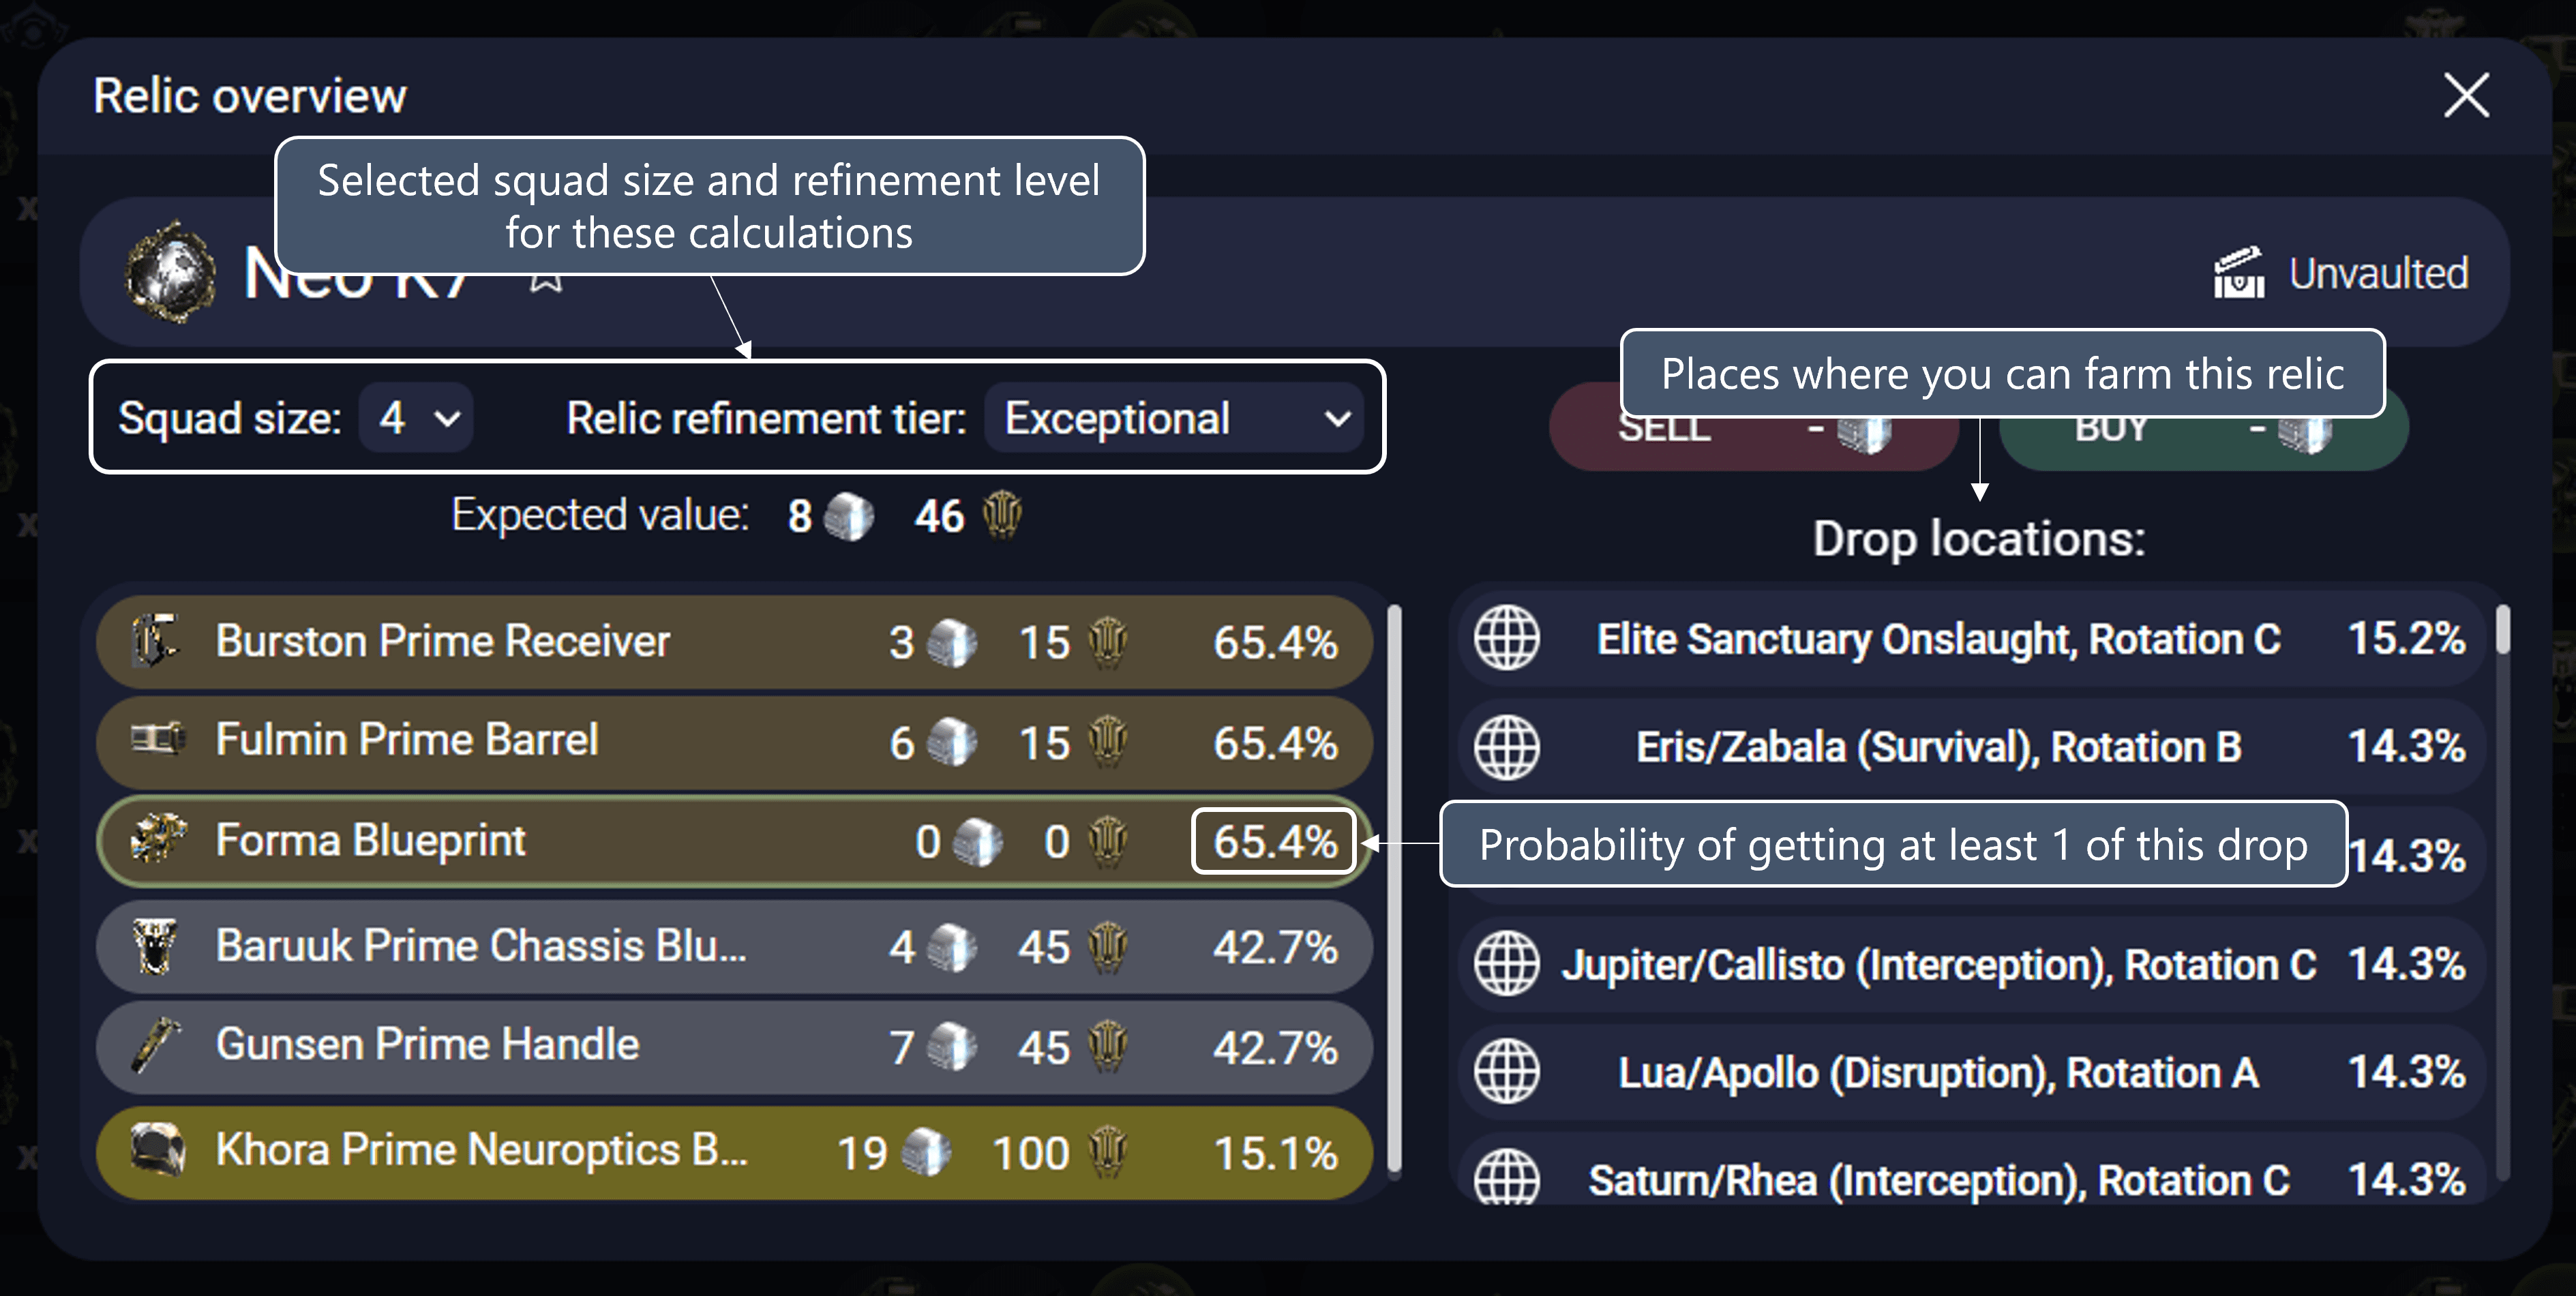 Relic overview
Selected squad size and refinement level
for these calculations
Neo K7
Unvaulted
Places where you can farm this relic
Squad size: 4
Relic refinement tier: Exceptional
SELL -
BUY -
Expected value: 8 46
Drop locations:
Burston Prime Receiver 3 15 65.4%
Fulmin Prime Barrel 6 15 65.4%
Forma Blueprint 0 0 65.4%
Baruuk Prime Chassis Blu... 4 45 42.7%
Gunsen Prime Handle 7 45 42.7%
Khora Prime Neuroptics B... 19 100 15.1%
Elite Sanctuary Onslaught, Rotation C 15.2%
Eris/Zabala (Survival), Rotation B 14.3%
Probability of getting at least 1 of this drop
14.3%
Jupiter/Callisto (Interception), Rotation C 14.3%
Lua/Apollo (Disruption), Rotation A 14.3%
Saturn/Rhea (Interception), Rotation C 14.3%